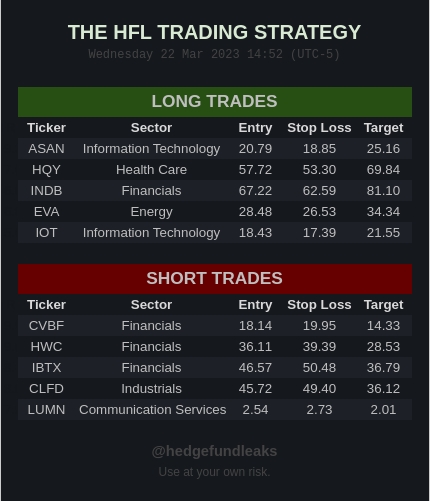 THE HFL TRADING STRATEGY
Wednesday 22 Mar 2023 14:52 (UTC-5)
LONG TRADES
Ticker Sector Entry Stop Loss Target
ASAN Information Technology 20.79 18.85 25.16
HQY Health Care 57.72 53.30 69.84
INDB Financials 67.22 62.59 81.10
EVA Energy 28.48 26.53 34.34
IOT Information Technology 18.43 17.39 21.55
SHORT TRADES
Ticker Sector Entry Stop Loss Target
CVBF Financials 18.14 19.95 14.33
HWC Financials 36.11 39.39 28.53
IBTX Financials 46.57 50.48 36.79
CLFD Industrials 45.72 49.40 36.12
LUMN Communication Services 2.54 2.73 2.01
@hedgefundleaks
Use at your own risk.